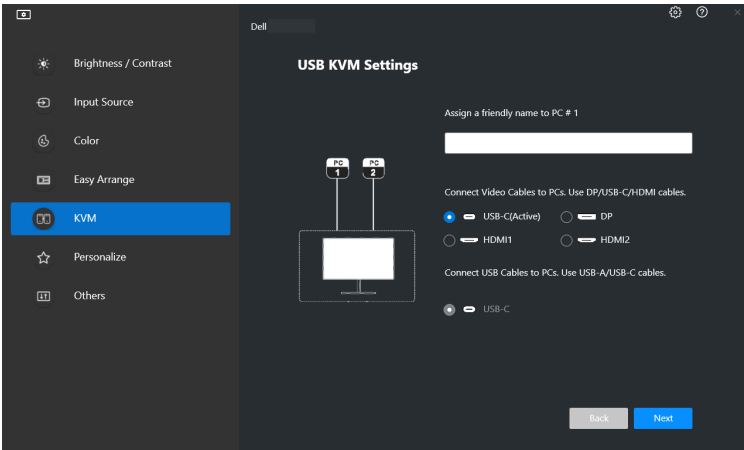 Dell
Brightness / Contrast
Input Source
Color
Easy Arrange
KVM
Personalize
Others
USB KVM Settings
PC
1
PC
2
Assign a friendly name to PC # 1
Connect Video Cables to PCs. Use DP/USB-C/HDMI cables.
USB-C(Active)
DP
HDMI1
HDMI2
Connect USB Cables to PCs. Use USB-A/USB-C cables.
USB-C
Back
Next